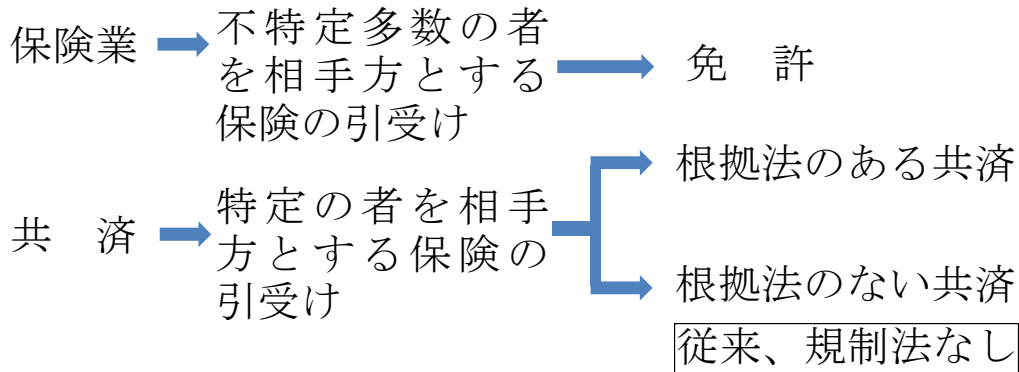 保険業
不特定多数の者
を相手方とする
保険の引受け
免　許
共　済
特定の者を相手
方とする保険の
引受け
根拠法のある共済
根拠法のない共済
従来、規制法なし